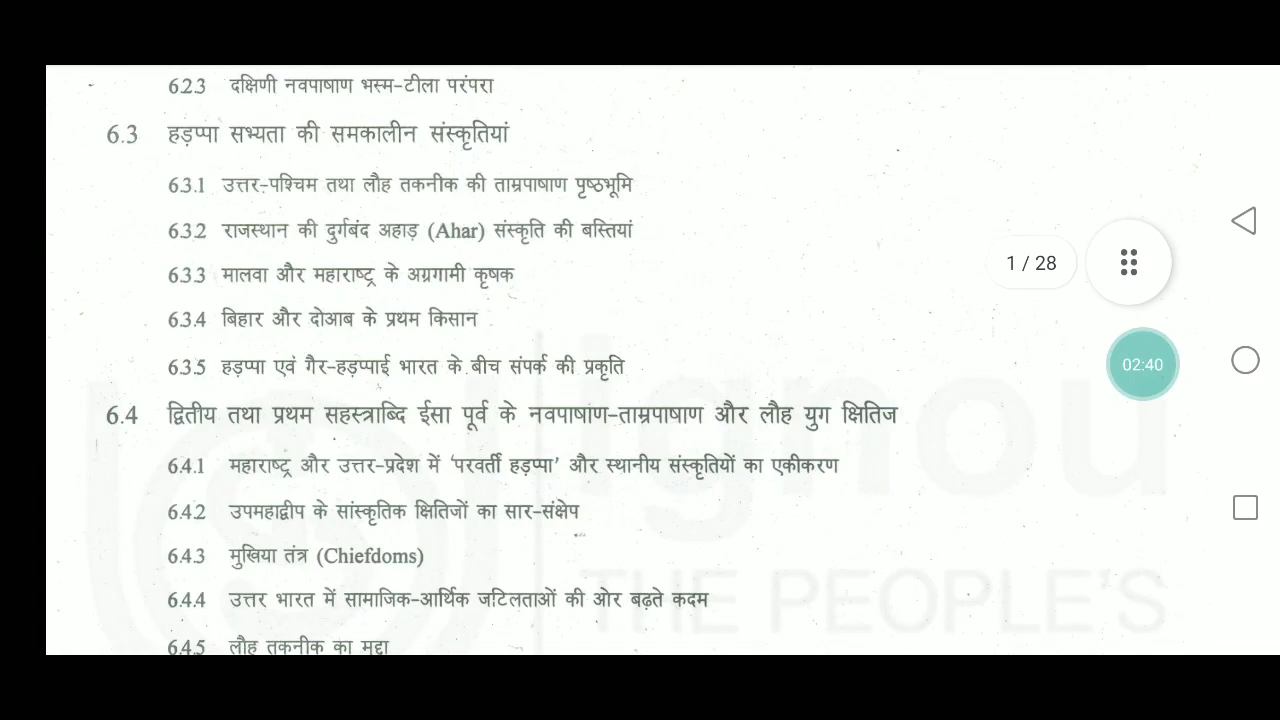 6.2.3 दक्षिणी नवपाषाण भस्म-टीला परंपरा
6.3 हड़प्पा सभ्यता की समकालीन संस्कृतियां
6.3.1 उत्तर-पश्चिम तथा लौह तकनीक की ताम्रपाषाण पृष्ठभूमि
6.3.2 राजस्थान की दुर्गबंद अहाड़ (Ahar) संस्कृति की बस्तियां
6.3.3 मालवा और महाराष्ट्र के अग्रगामी कृषक
1 / 28
6.3.4 बिहार और दोआब के प्रथम किसान
6.3.5 हड़प्पा एवं गैर-हड़प्पाई भारत के बीच संपर्क की प्रकृति
02:40
6.4 द्वितीय तथा प्रथम सहस्त्राब्दि ईसा पूर्व के नवपाषांण-ताम्रपाषाण और लौह युग क्षितिज
6.4.1 महाराष्ट्र और उत्तर-प्रदेश में 'परवर्ती हड़प्पा' और स्थानीय संस्कृतियों का एकीकरण
6.4.2 उपमहाद्वीप के सांस्कृतिक क्षितिजों का सार-संक्षेप
6.4.3 मुखिया तंत्र (Chiefdoms)
6.4.4 उत्तर भारत में सामाजिक-आर्थिक जटिलताओं की ओर बढ़ते कदम
6.4.5 लौह तकनीक का मुद्दा
ignou
THE PEOPLE'S